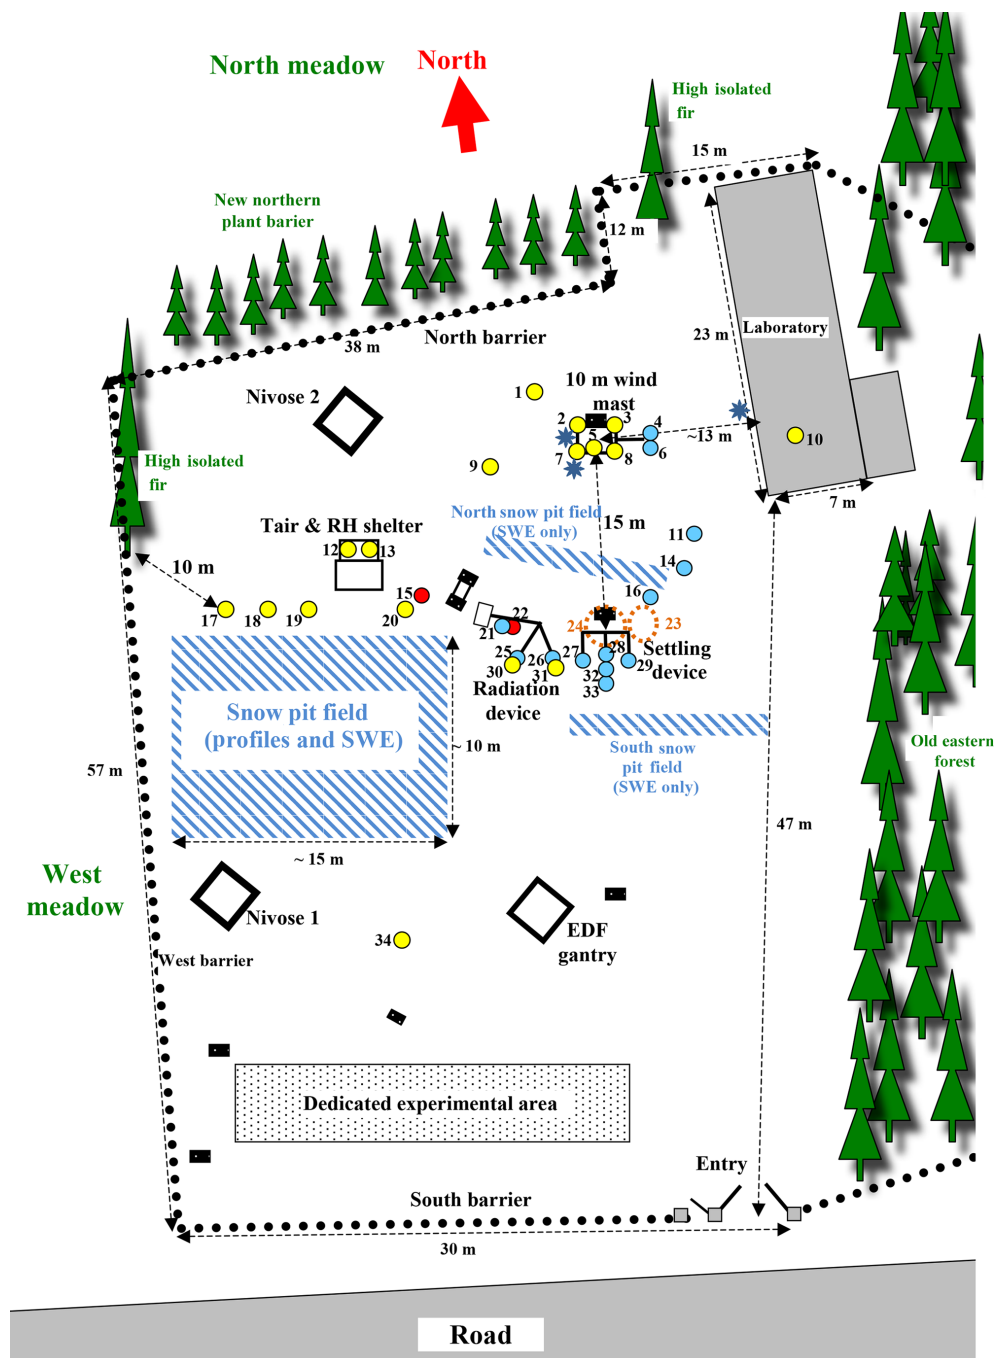 North meadow
North
High isolated
fir
15 m
New northern
plant barier
12 m
North barrier
38 m
23 m
Laboratory
Nivose 2
1
10 m wind
mast
2
3
4
5
6
7
8
~13 m
10
9
High isolated
fir
7 m
North snow pit field
(SWE only)
15 m
11
Tair & RH shelter
12
13
14
10 m
15
16
17
18
19
20
21
22
24
23
25
26
27
28
29
30
31
32
33
Settling
device
Radiation
device
Snow pit field
(profiles and SWE)
~ 10 m
South snow
pit field
(SWE only)
Old eastern
forest
57 m
47 m
~ 15 m
West
meadow
Nivose 1
EDF
gantry
34
West barrier
Dedicated experimental area
Entry
South barrier
30 m
Road